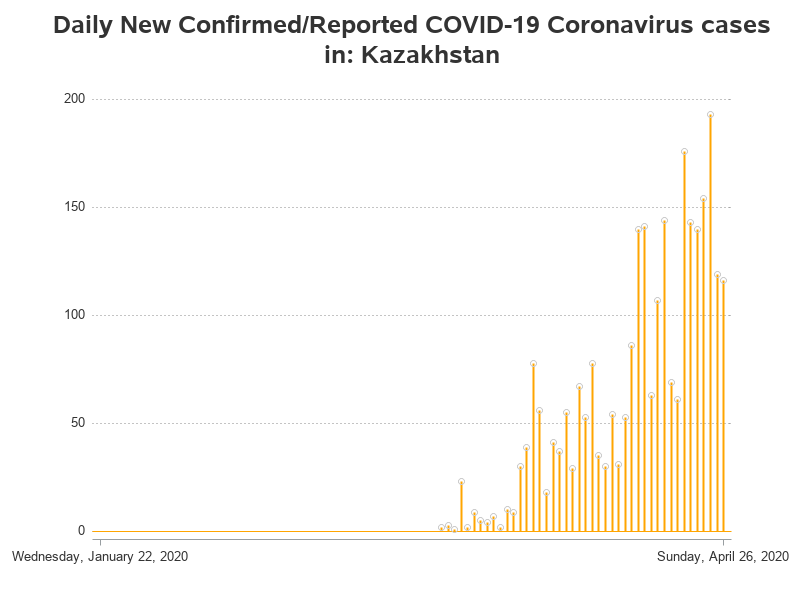 Daily New Confirmed/Reported COVID-19 Coronavirus cases
in: Kazakhstan
200
150
100
50
0
Wednesday, January 22, 2020
Sunday, April 26, 2020